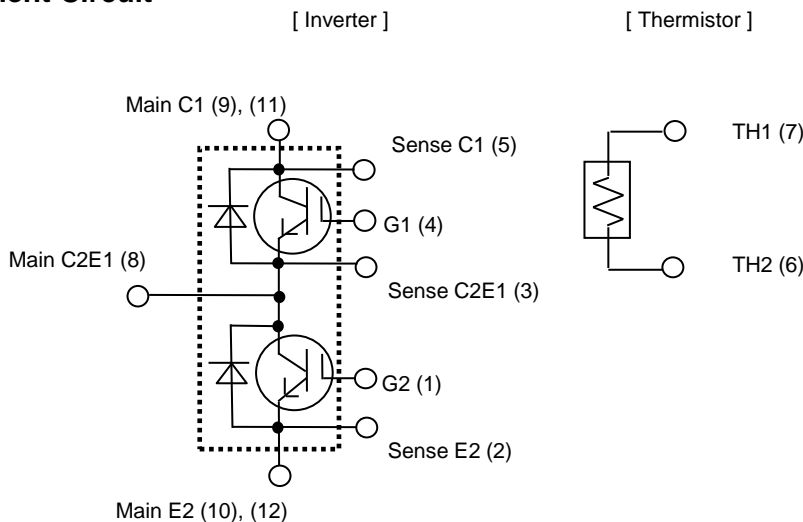 [ Inverter ]
[ Thermistor ]
Main C1 (9), (11)
Sense C1 (5)
TH1 (7)
G1 (4)
Main C2E1 (8)
Sense C2E1 (3)
TH2 (6)
G2 (1)
Sense E2 (2)
Main E2 (10), (12)